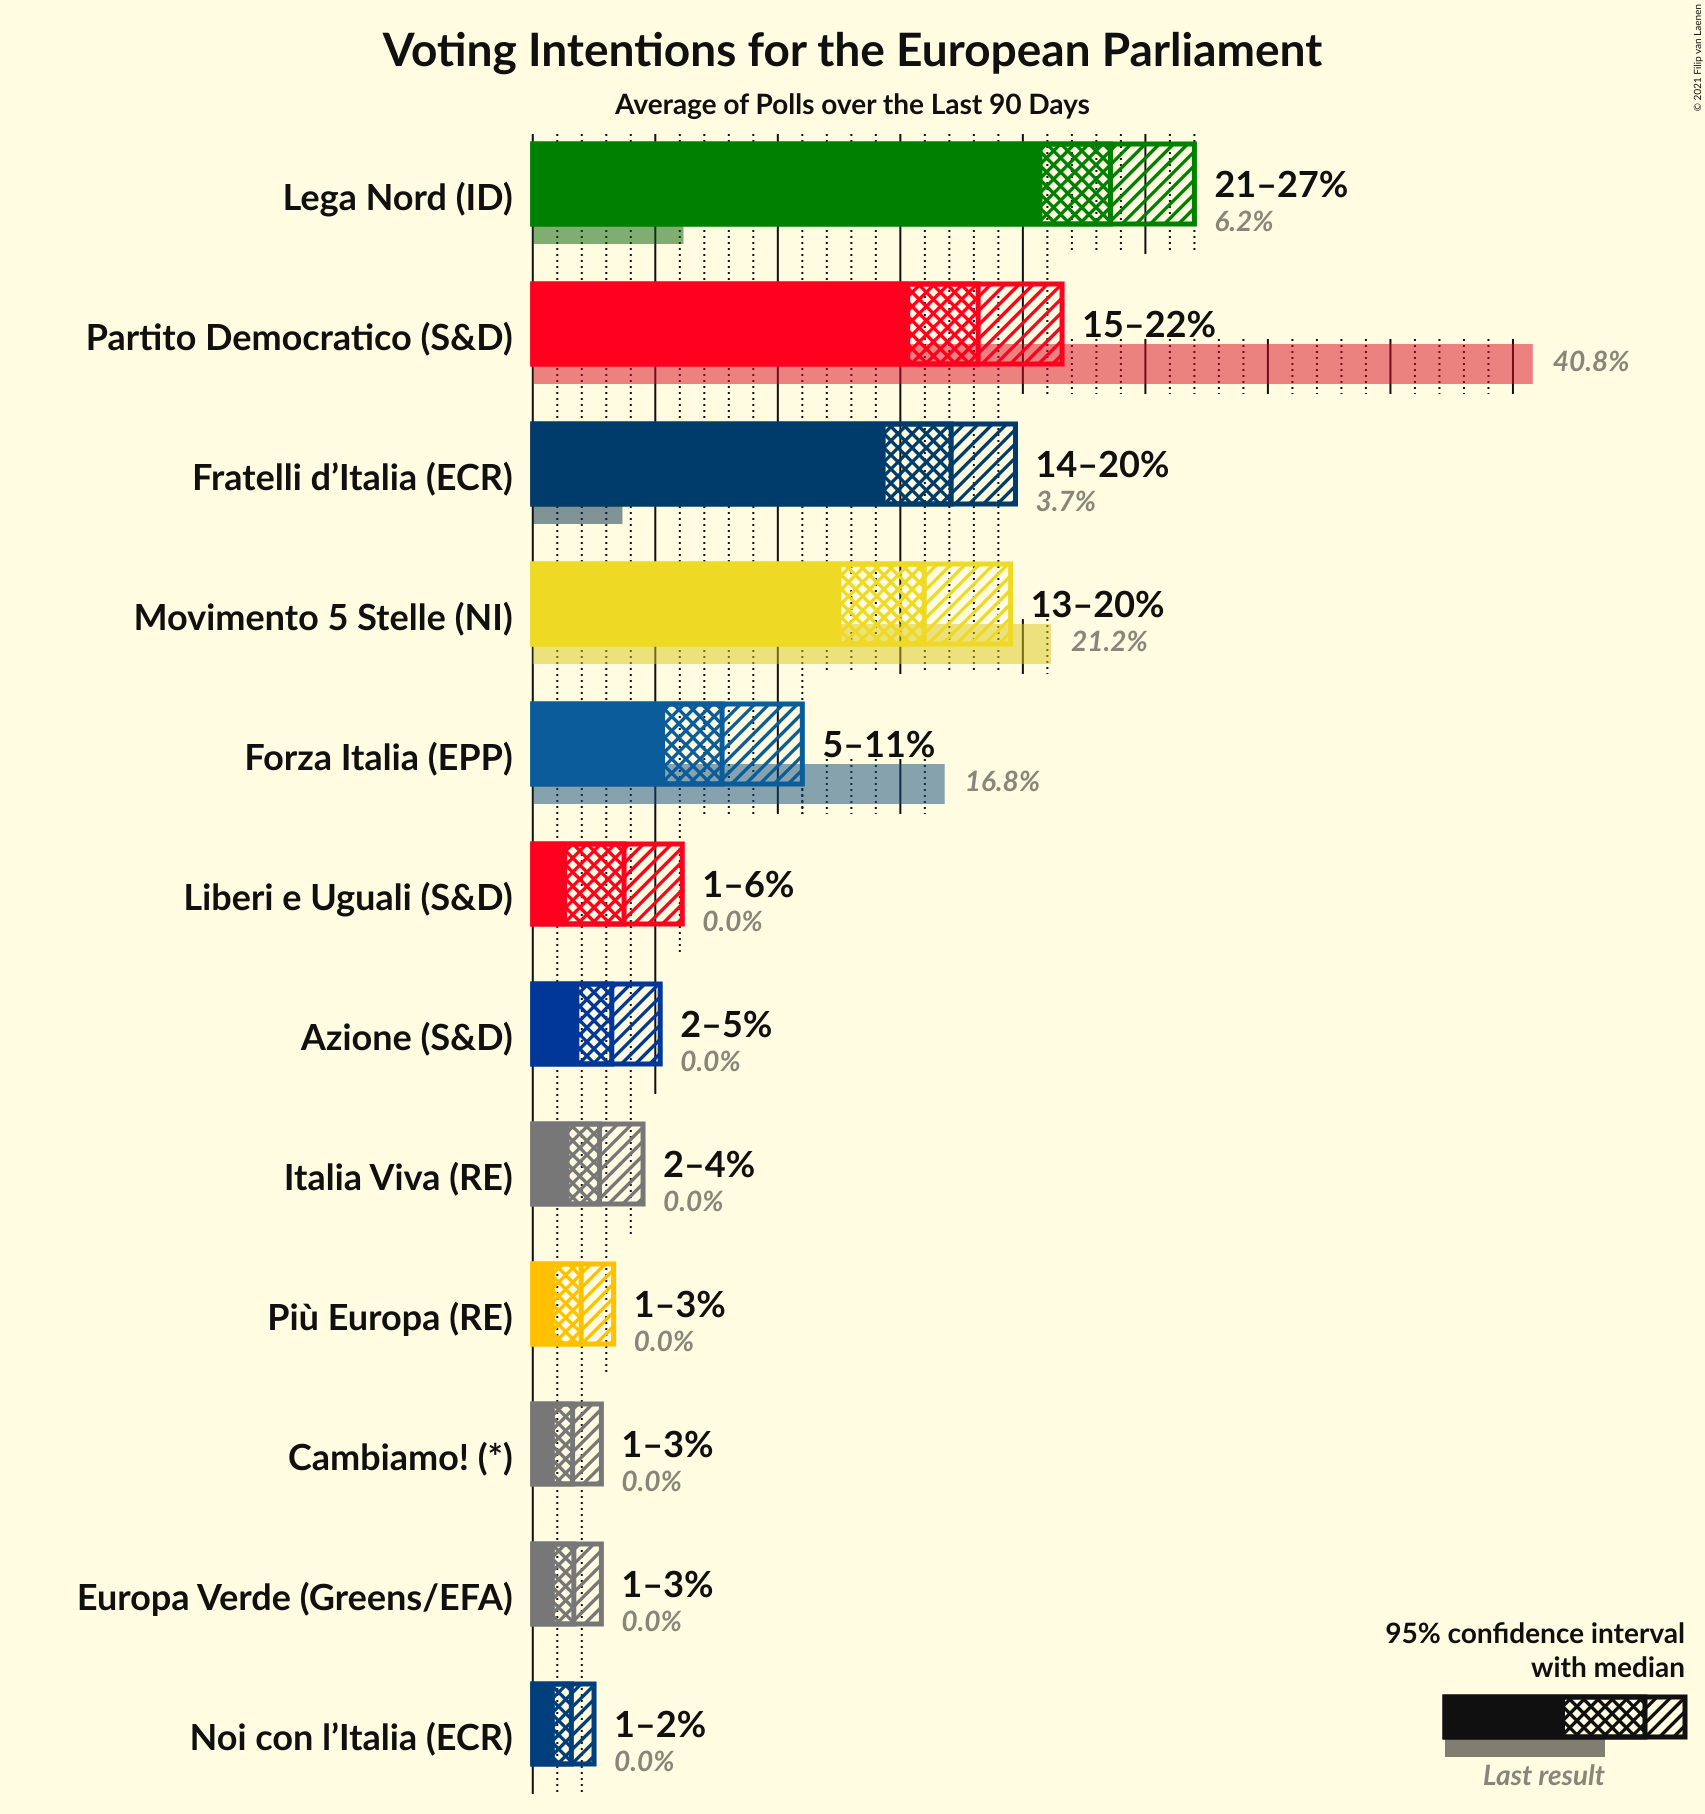 Voting Intentions for the European Parliament
Average of Polls over the Last 90 Days
© 2021 Filip van Laenen
Lega Nord (ID)
21–27%
6.2%
Partito Democratico (S&D)
15–22%
40.8%
Fratelli d’Italia (ECR)
14–20%
3.7%
Movimento 5 Stelle (NI)
13–20%
21.2%
Forza Italia (EPP)
5–11%
16.8%
Liberi e Uguali (S&D)
1–6%
0.0%
Azione (S&D)
2–5%
0.0%
Italia Viva (RE)
2–4%
0.0%
Più Europa (RE)
1–3%
0.0%
Cambiamo! (*)
1–3%
0.0%
Europa Verde (Greens/EFA)
1–3%
0.0%
Noi con l’Italia (ECR)
1–2%
0.0%
95% confidence interval
with median
Last result